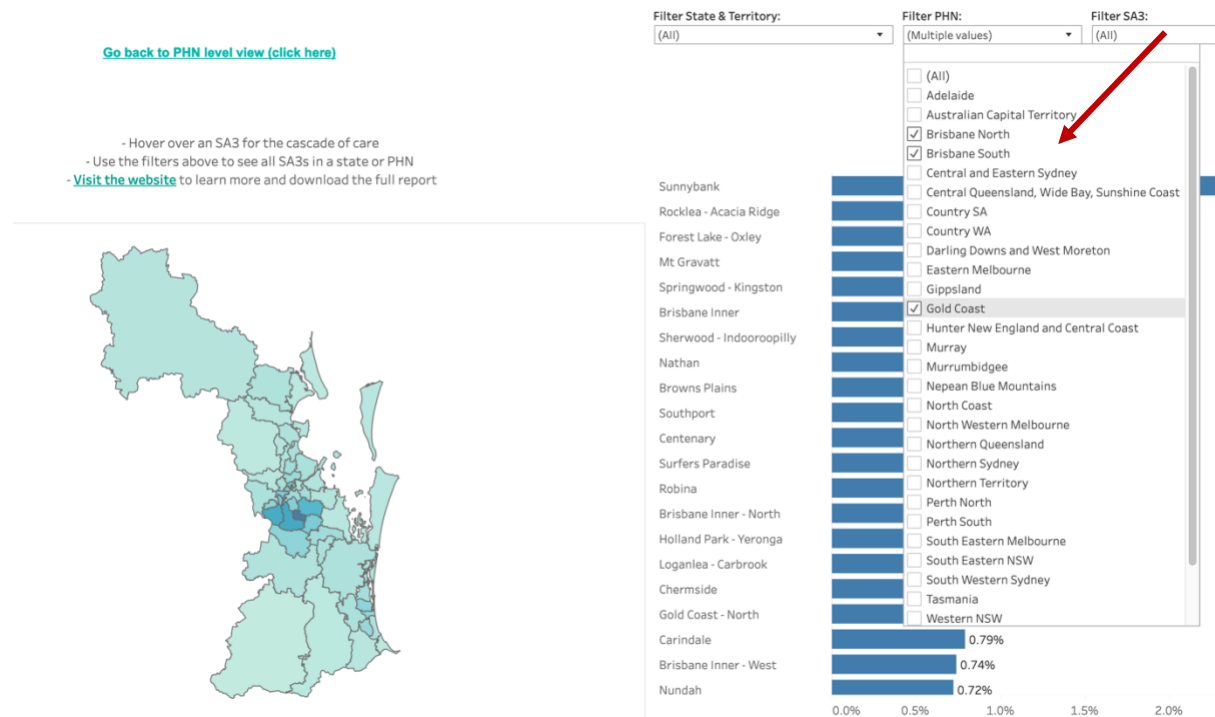 Filter State & Territory:
Filter PHN:
Filter SA3:
(All)
(Multiple values)
(All)
Go back to PHN level view (click here)
- Hover over an SA3 for the cascade of care
- Use the filters above to see all SA3s in a state or PHN
- Visit the website to learn more and download the full report
(All)
Adelaide
Australian Capital Territory
Brisbane North
Brisbane South
Central and Eastern Sydney
Central Queensland, Wide Bay, Sunshine Coast
Country SA
Country WA
Darling Downs and West Moreton
Eastern Melbourne
Gippsland
Gold Coast
Hunter New England and Central Coast
Murray
Murrumbidgee
Nepean Blue Mountains
North Coast
North Western Melbourne
Northern Queensland
Northern Sydney
Northern Territory
Perth North
Perth South
South Eastern Melbourne
South Eastern NSW
South Western Sydney
Tasmania
Western NSW
Sunnybank
Rocklea - Acacia Ridge
Forest Lake - Oxley
Mt Gravatt
Springwood - Kingston
Brisbane Inner
Sherwood - Indooroopilly
Nathan
Browns Plains
Southport
Centenary
Surfers Paradise
Robina
Brisbane Inner - North
Holland Park - Yeronga
Loganlea - Carbrook
Chermside
Gold Coast - North
Carindale 0.79%
Brisbane Inner - West 0.74%
Nundah 0.72%
0.0% 0.5% 1.0% 1.5% 2.0%